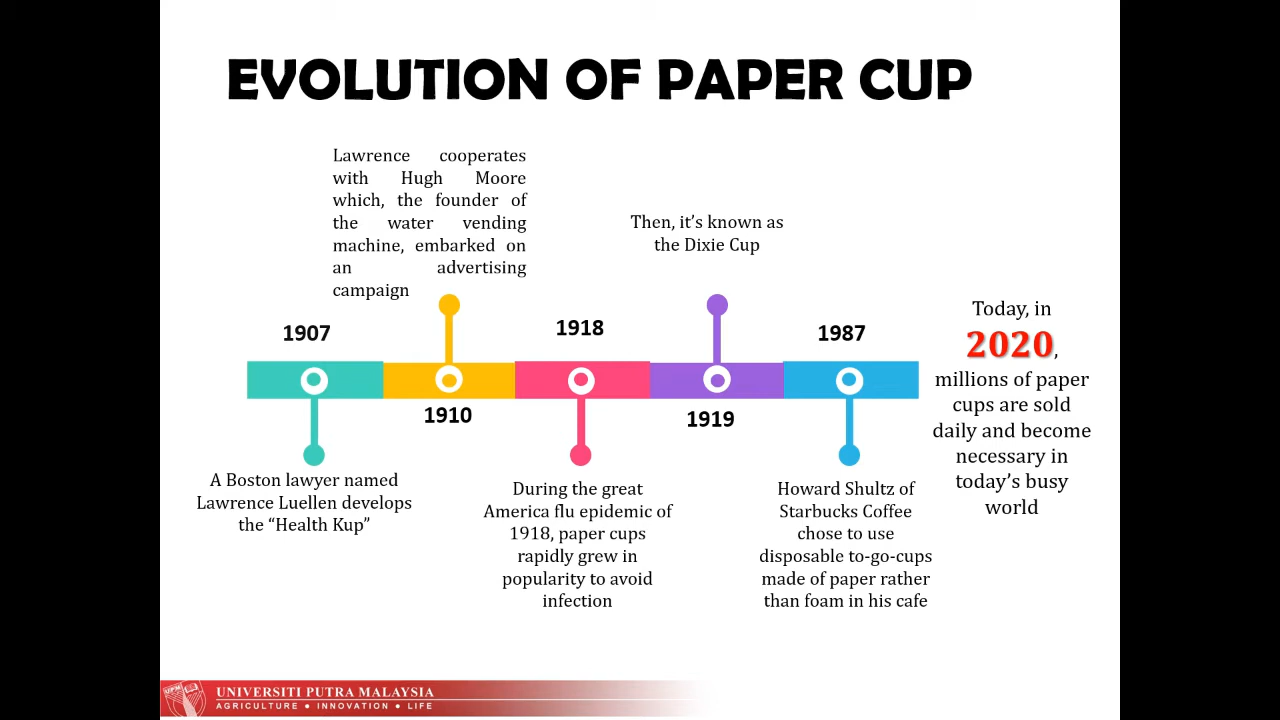 EVOLUTION OF PAPER CUP
Lawrence cooperates
with Hugh Moore
which, the founder of
the water vending
machine, embarked on
an advertising
campaign
Then, it's known as
the Dixie Cup
1907
1918
1987
1910
1919
A Boston lawyer named
Lawrence Luellen develops
the “Health Kup”
During the great
America flu epidemic of
1918, paper cups
rapidly grew in
popularity to avoid
infection
Howard Shultz of
Starbucks Coffee
chose to use
disposable to-go-cups
made of paper rather
than foam in his cafe
Today, in
2020,
millions of paper
cups are sold
daily and become
necessary in
today's busy
world
UPM
UNIVERSITI PUTRA MALAYSIA
AGRICULTURE • INNOVATION • LIFE